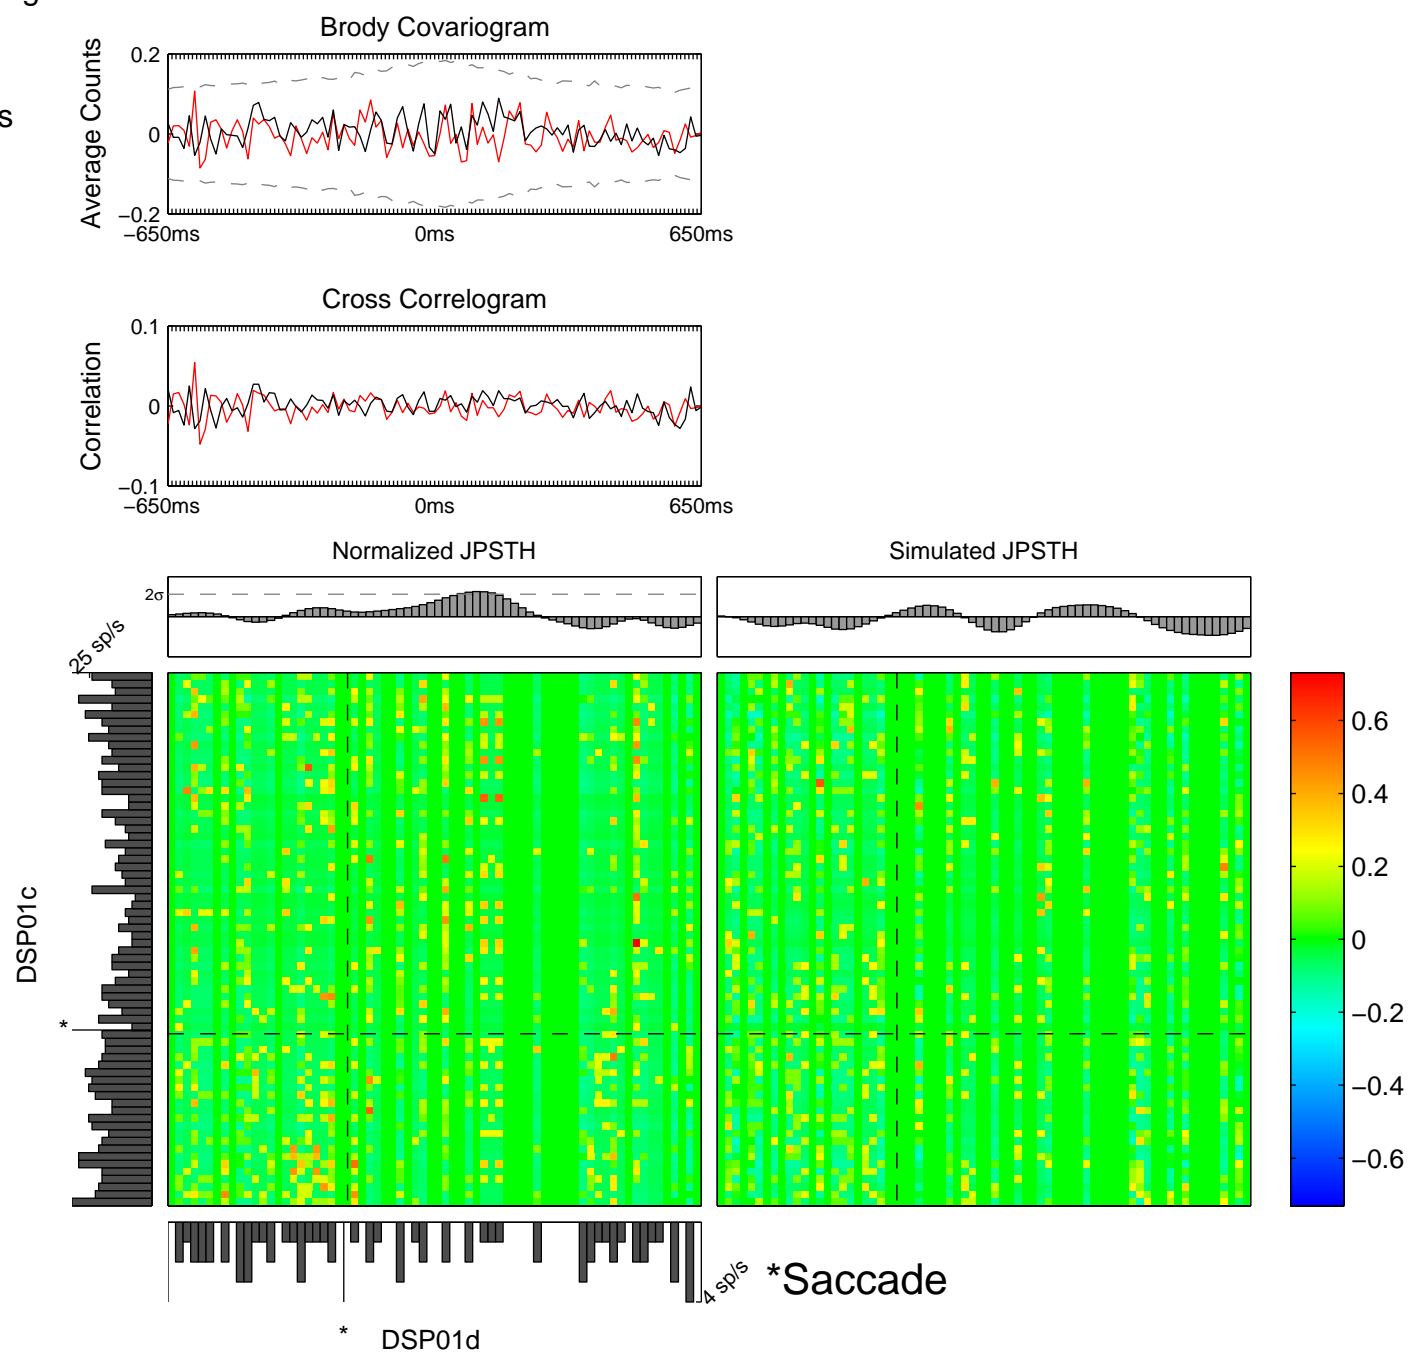 g
Brody Covariogram
s
Average Counts
0.2
0
−0.2
−650ms 0ms 650ms
Cross Correlogram
Correlation
0.1
0
−0.1
−650ms 0ms 650ms
Normalized JPSTH
Simulated JPSTH
2σ
25 sp/s
DSP01c
*
0.6
0.4
0.2
0
−0.2
−0.4
−0.6
4 sp/s
*Saccade
* DSP01d